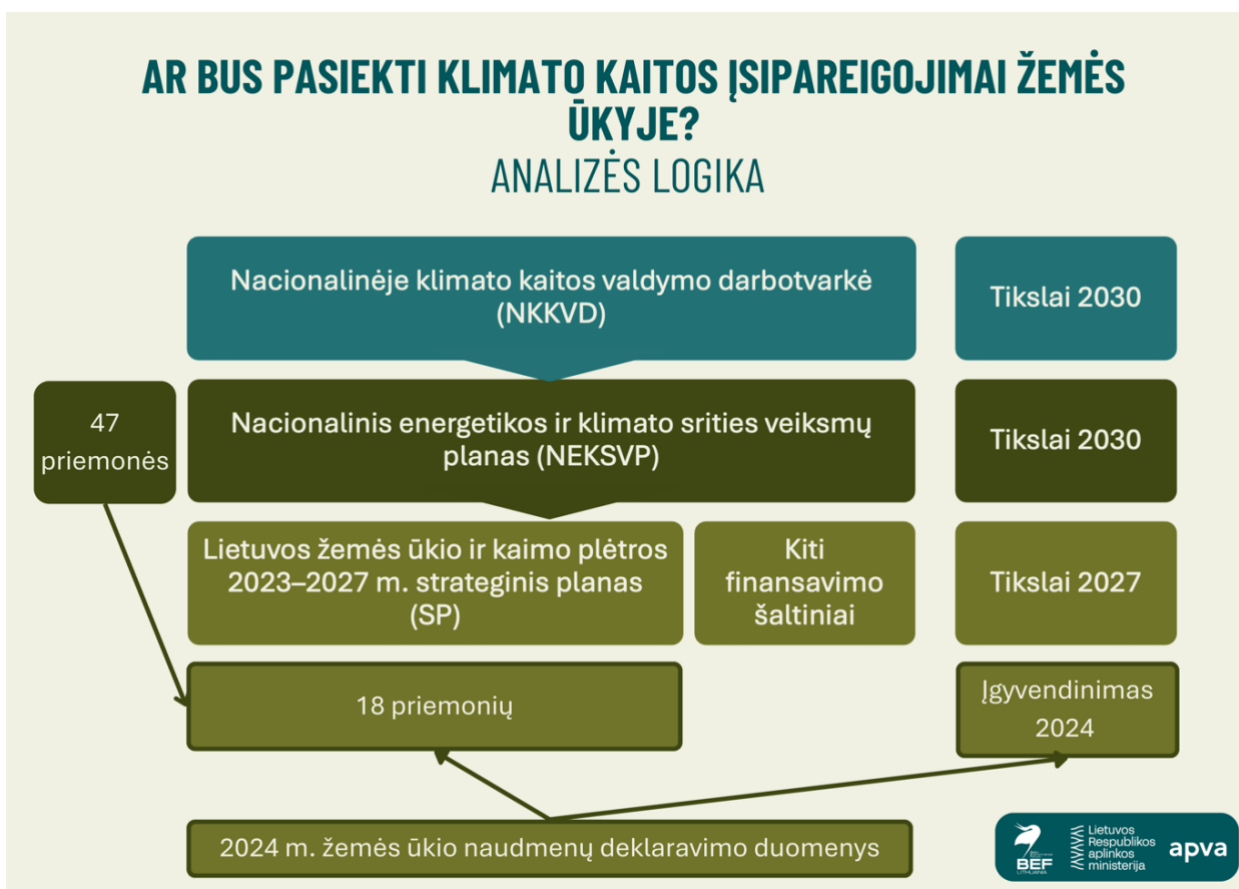 AR BUS PASIEKTI KLIMATO KAITOS ĮSIPAREIGOJIMAI ŽEMĖS
ŪKYJE?
ANALIZĖS LOGIKA
Nacionalinėje klimato kaitos valdymo darbotvarkė
(NKKVD)
Tikslai 2030
47
priemonės
Nacionalinis energetikos ir klimato srities veiksmų
planas (NEKSVP)
Tikslai 2030
Lietuvos žemės ūkio ir kaimo plėtros
2023–2027 m. strateginis planas
(SP)
Kiti
finansavimo
šaltiniai
Tikslai 2027
18 priemonių
Įgyvendinimas
2024
2024 m. žemės ūkio naudmenų deklaravimo duomenys
BEF
LITHUANIA
Lietuvos
Respublikos
aplinkos
ministerija
apva